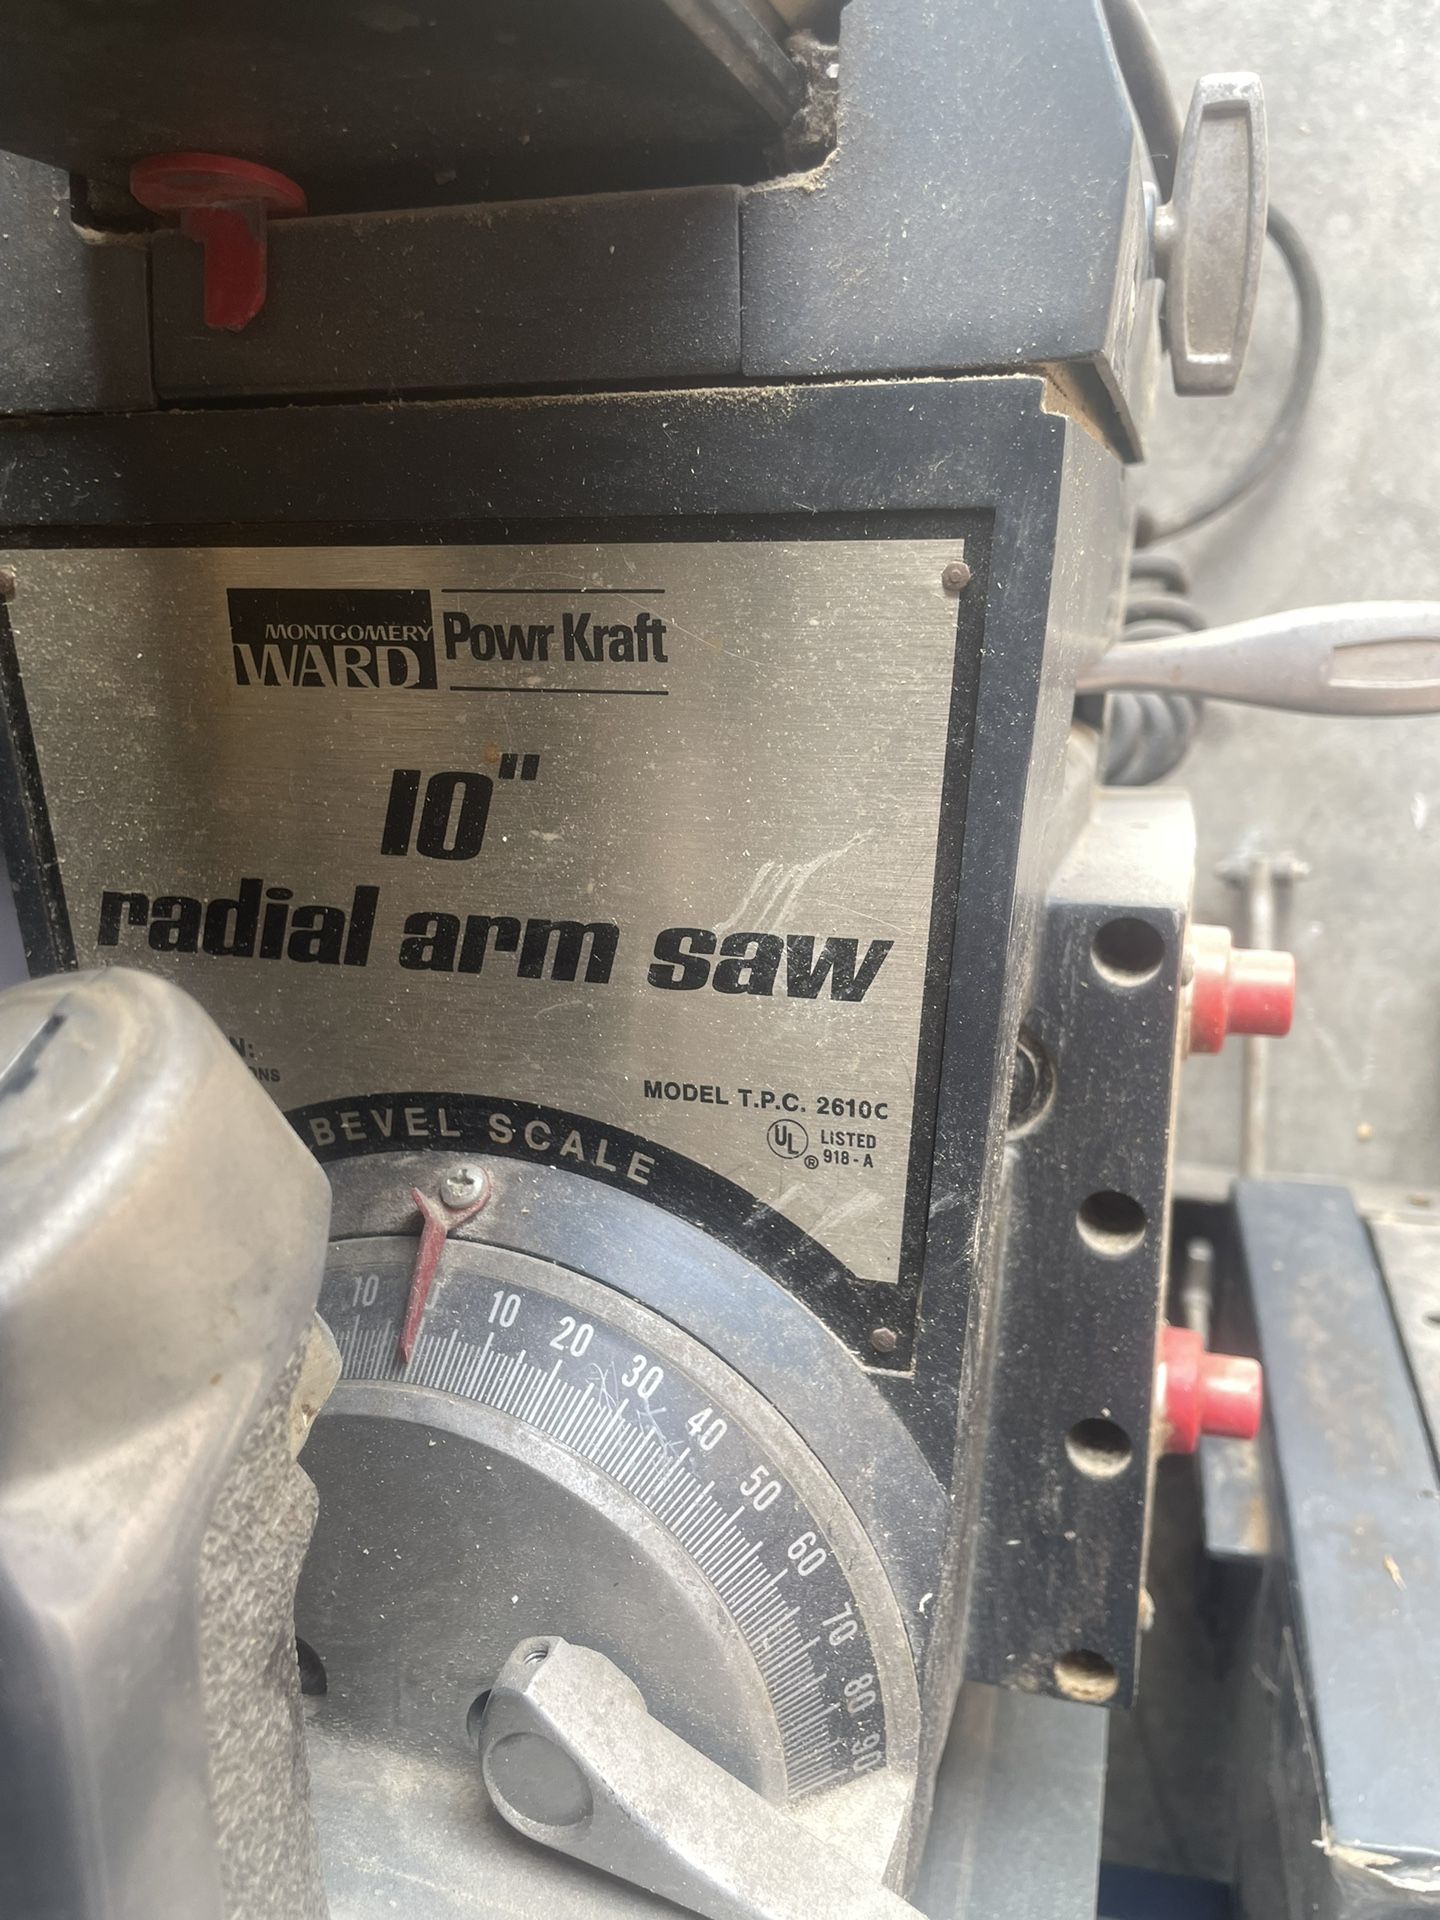 MONTGOMERY
WARD
Powr Kraft
10"
radial arm saw
MODEL T.P.C. 2610C
UL ® LISTED
918-A
BEVEL SCALE
10 10 20 30 40 50 60 70 80 90